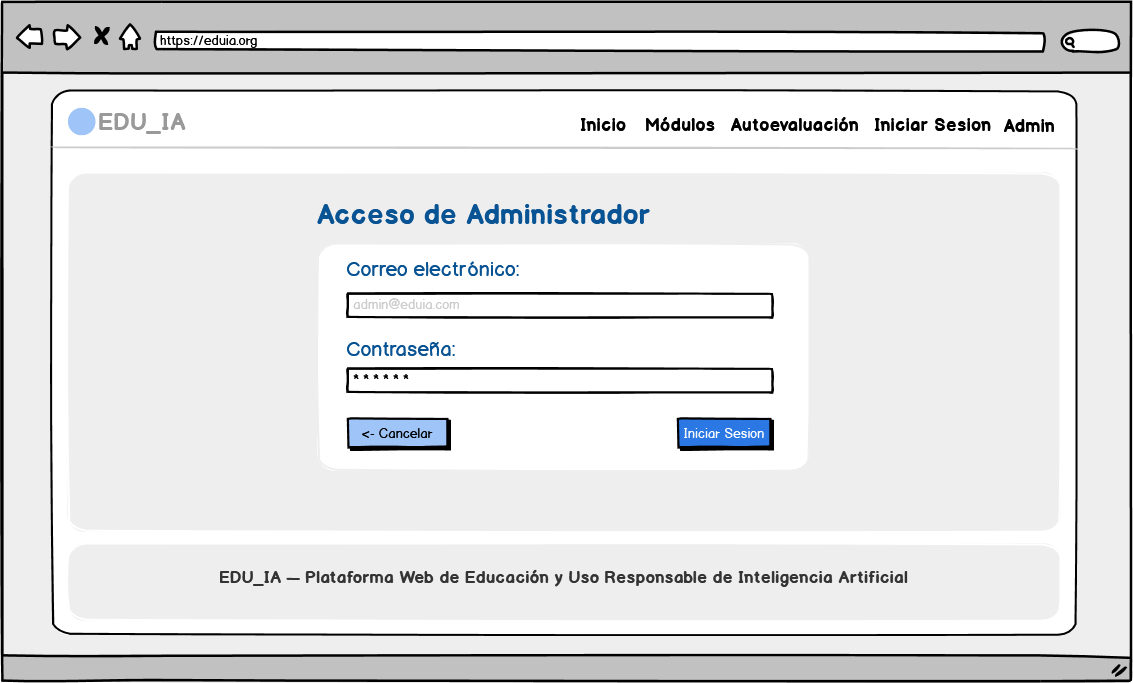 https://eduia.org
EDU_IA
Inicio Módulos Autoevaluación Iniciar Sesion Admin
Acceso de Administrador
Correo electrónico:
admin@eduia.com
Contraseña:
* * * * * *
<- Cancelar Iniciar Sesion
EDU_IA — Plataforma Web de Educación y Uso Responsable de Inteligencia Artificial